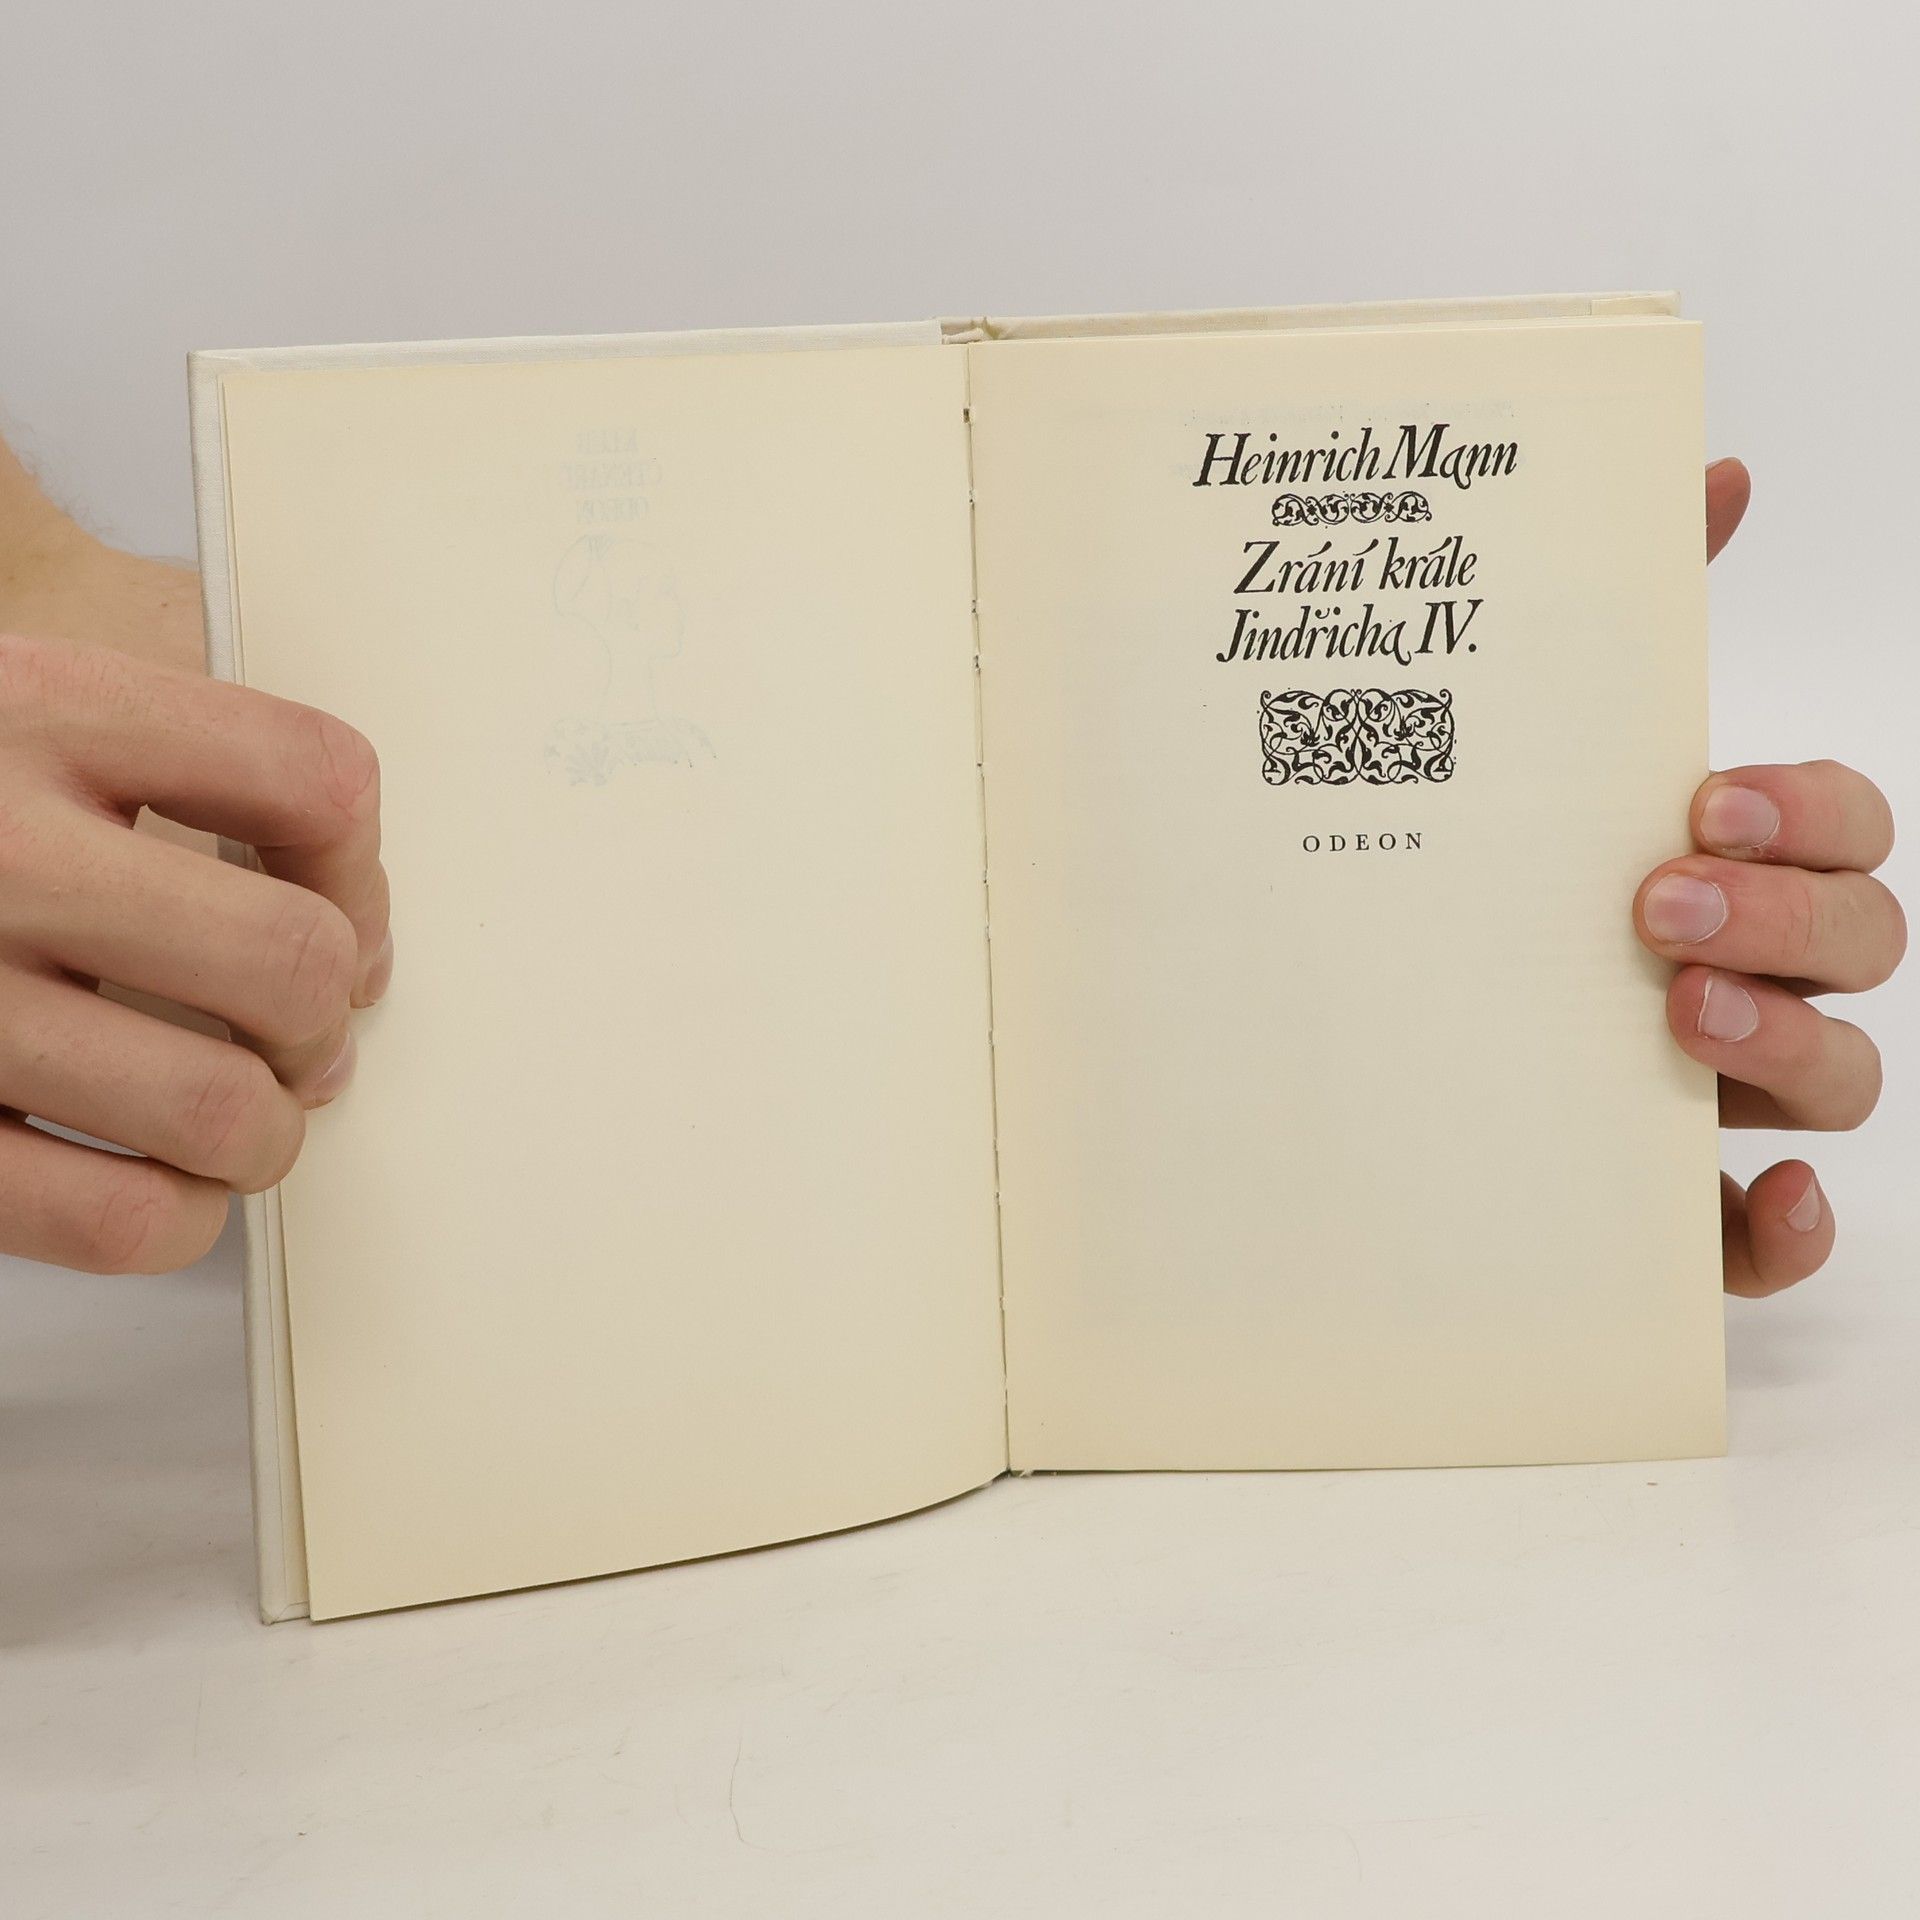 Heinrich Mann
Zrání krále
Jindřicha IV.
ODEON